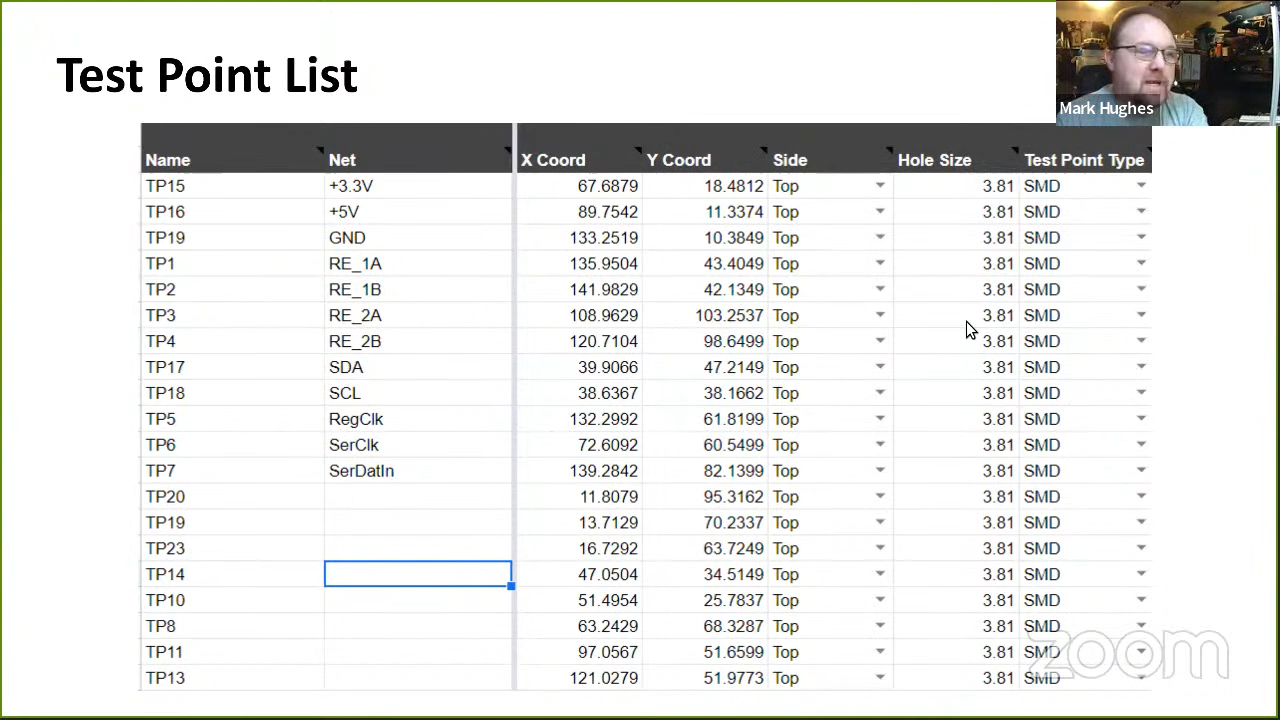 Test Point List
Mark Hughes
Name Net X Coord Y Coord Side Hole Size Test Point Type
TP15 +3.3V 67.6879 18.4812 Top 3.81 SMD
TP16 +5V 89.7542 11.3374 Top 3.81 SMD
TP19 GND 133.2519 10.3849 Top 3.81 SMD
TP1 RE_1A 135.9504 43.4049 Top 3.81 SMD
TP2 RE_1B 141.9829 42.1349 Top 3.81 SMD
TP3 RE_2A 108.9629 103.2537 Top 3.81 SMD
TP4 RE_2B 120.7104 98.6499 Top 3.81 SMD
TP17 SDA 39.9066 47.2149 Top 3.81 SMD
TP18 SCL 38.6367 38.1662 Top 3.81 SMD
TP5 RegClk 132.2992 61.8199 Top 3.81 SMD
TP6 SerClk 72.6092 60.5499 Top 3.81 SMD
TP7 SerDatIn 139.2842 82.1399 Top 3.81 SMD
TP20 11.8079 95.3162 Top 3.81 SMD
TP19 13.7129 70.2337 Top 3.81 SMD
TP23 16.7292 63.7249 Top 3.81 SMD
TP14 47.0504 34.5149 Top 3.81 SMD
TP10 51.4954 25.7837 Top 3.81 SMD
TP8 63.2429 68.3287 Top 3.81 SMD
TP11 97.0567 51.6599 Top 3.81 SMD
TP13 121.0279 51.9773 Top 3.81 SMD
zoom